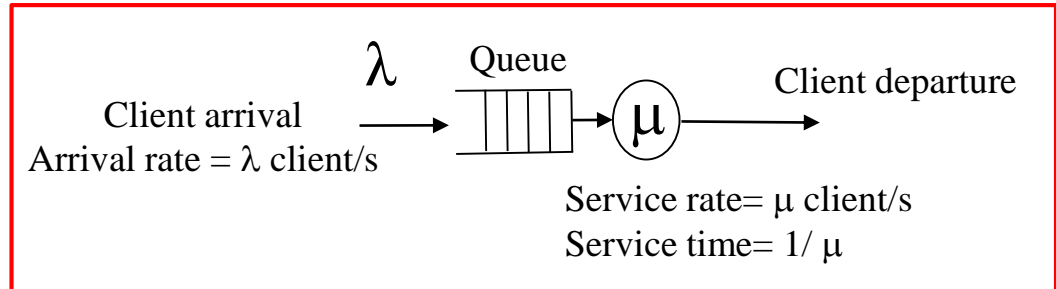 λ
Queue
Client departure
Client arrival
Arrival rate = λ client/s
μ
Service rate= μ client/s
Service time= 1/ μ